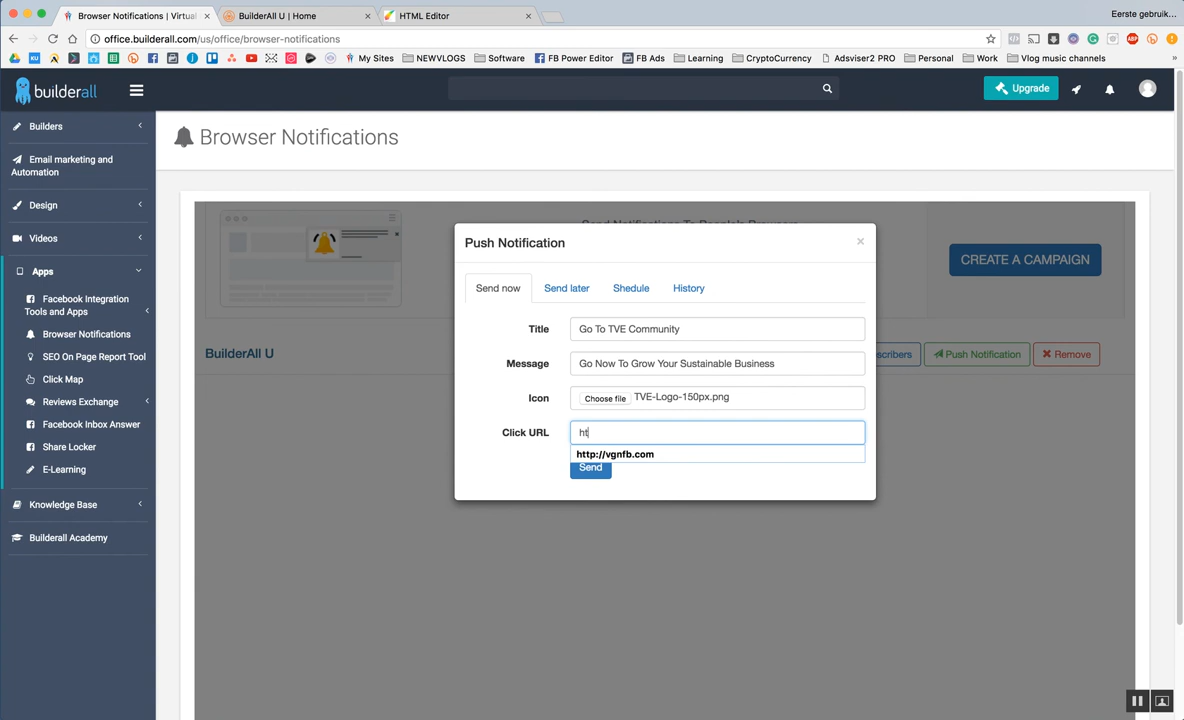 Browser Notifications | Virtual
BuilderAll U | Home
HTML Editor
Eerste gebruik...
office.builderall.com/us/office/browser-notifications
My Sites
NEWVLOGS
Software
FB Power Editor
FB Ads
Learning
CryptoCurrency
Adsviser2 PRO
Personal
Work
Vlog music channels
builderall
Upgrade
Builders
Email marketing and
Automation
Design
Videos
Apps
Facebook Integration
Tools and Apps
Browser Notifications
SEO On Page Report Tool
Click Map
Reviews Exchange
Facebook Inbox Answer
Share Locker
E-Learning
Knowledge Base
Builderall Academy
Browser Notifications
CREATE A CAMPAIGN
BuilderAll U
scribers
Push Notification
Remove
Push Notification
Send now
Send later
Shedule
History
Title
Go To TVE Community
Message
Go Now To Grow Your Sustainable Business
Icon
Choose file
TVE-Logo-150px.png
Click URL
ht
http://vgnfb.com
Send